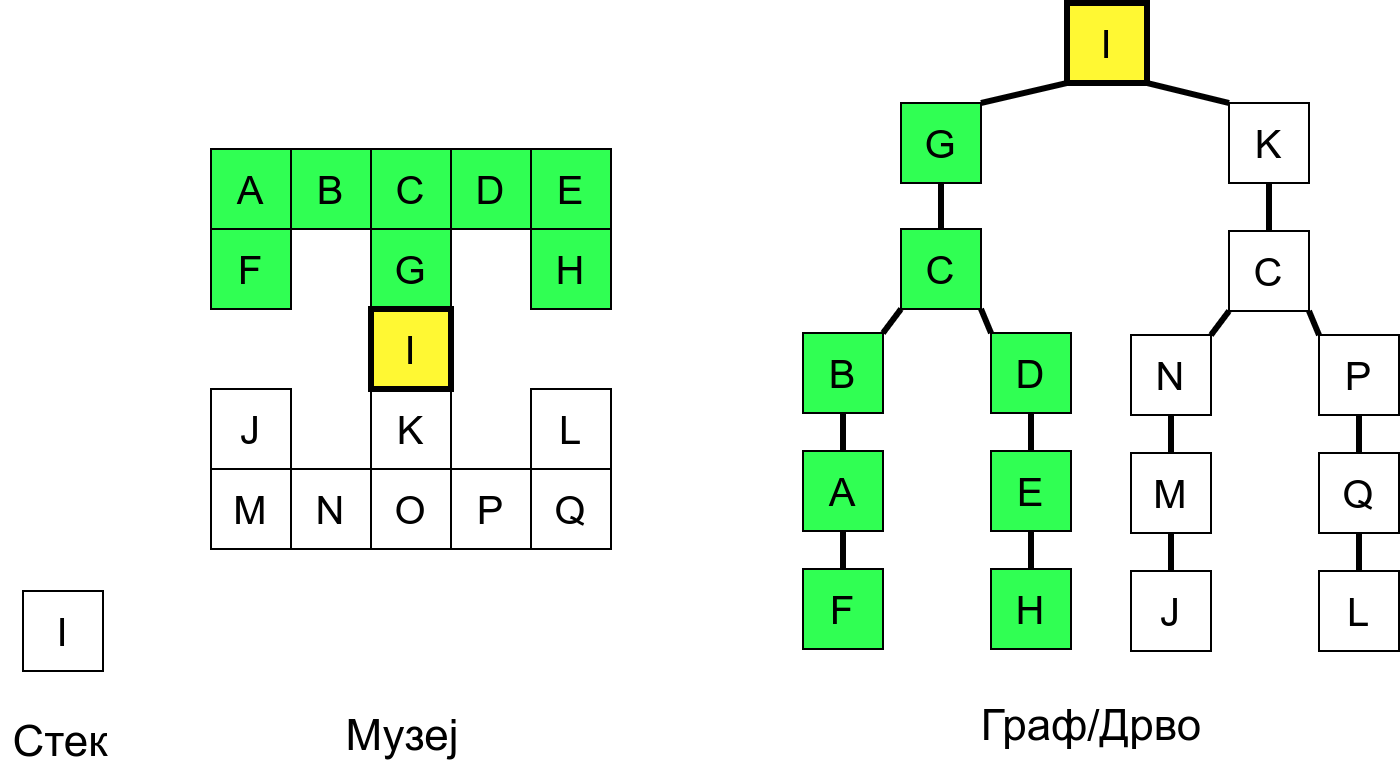 I
G K
A B C D E
F G H
C C
I
B D N P
J K L
M N O P Q
A E M Q
F H J L
I
Стек
Музеј
Граф/Дрво